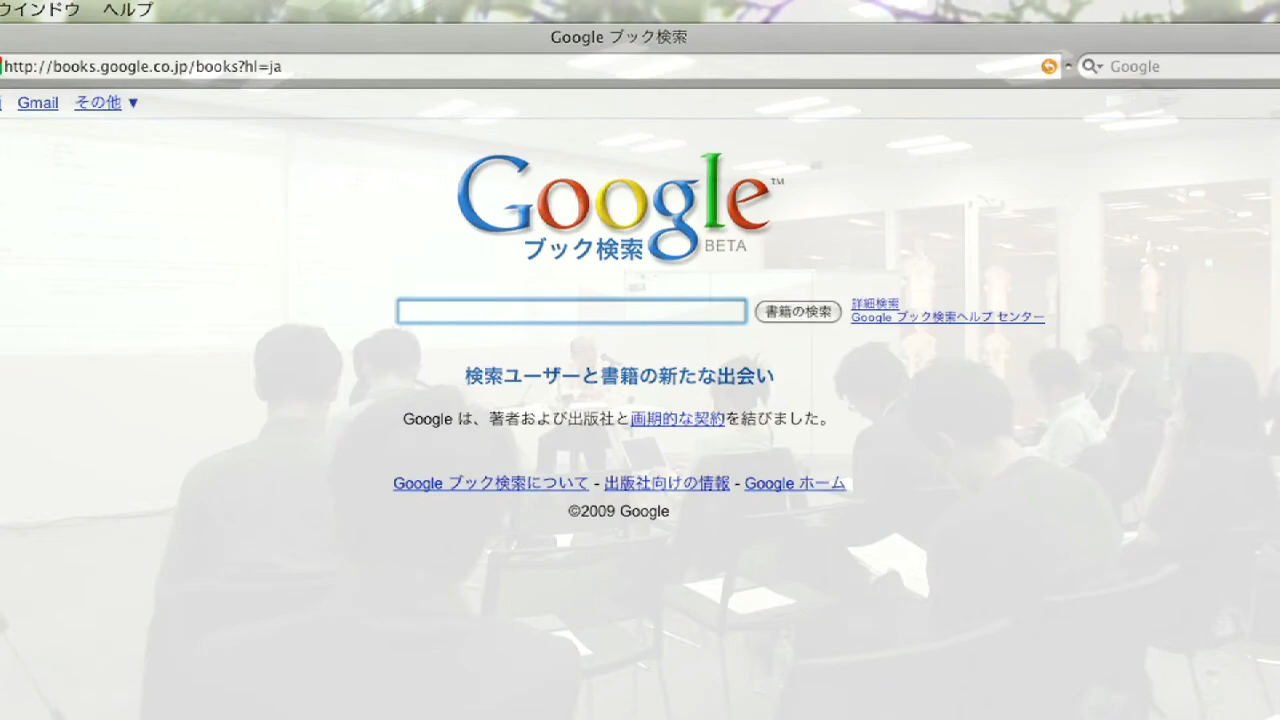 ウインドウ ヘルプ
Google ブック検索
http://books.google.co.jp/books?hl=ja
Google
Gmail その他 ▼
Google™
ブック検索 BETA
書籍の検索
詳細検索
Google ブック検索ヘルプ センター
検索ユーザーと書籍の新たな出会い
Google は、著者および出版社と画期的な契約を結びました。
Google ブック検索について - 出版社向けの情報 - Google ホーム
©2009 Google